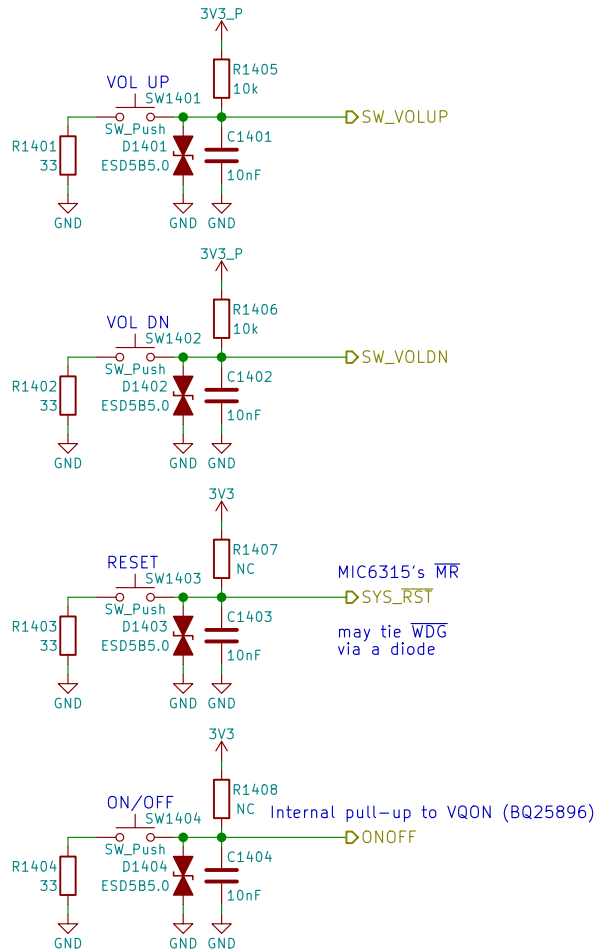 3V3_P
R1405
10k
VOL UP
SW1401
SW_Push
SW_VOLUP
R1401
33
D1401
ESD5B5.0
C1401
10nF
GND
GND
GND
3V3_P
R1406
10k
VOL DN
SW1402
SW_Push
SW_VOLDN
R1402
33
D1402
ESD5B5.0
C1402
10nF
GND
GND
GND
3V3
R1407
NC
RESET
SW1403
SW_Push
MIC6315's M̅R̅
SYS_R̅S̅T̅
may tie W̅D̅G̅
via a diode
R1403
33
D1403
ESD5B5.0
C1403
10nF
GND
GND
GND
3V3
R1408
NC
ON/OFF
SW1404
SW_Push
Internal pull-up to VQON (BQ25896)
ONOFF
R1404
33
D1404
ESD5B5.0
C1404
10nF
GND
GND
GND